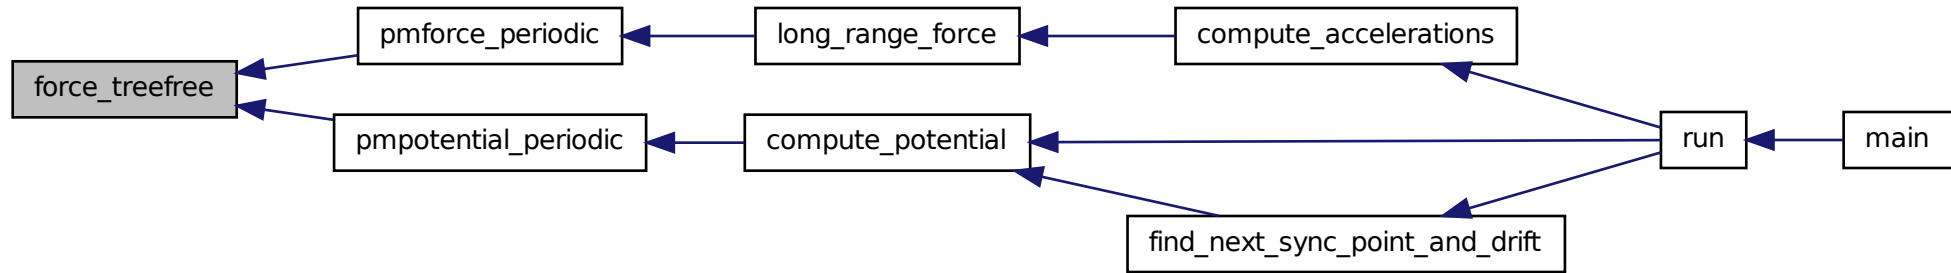 force_treefree
pmforce_periodic
long_range_force
compute_accelerations
pmpotential_periodic
compute_potential
run
main
find_next_sync_point_and_drift